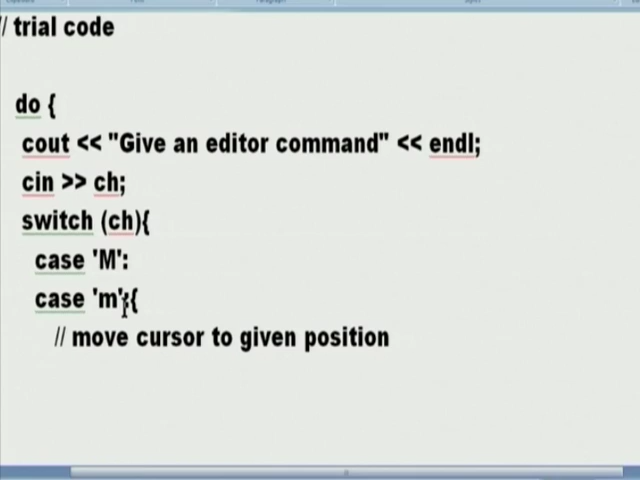 // trial code
do {
cout << "Give an editor command" << endl;
cin >> ch;
switch (ch){
case 'M':
case 'm':{
// move cursor to given position